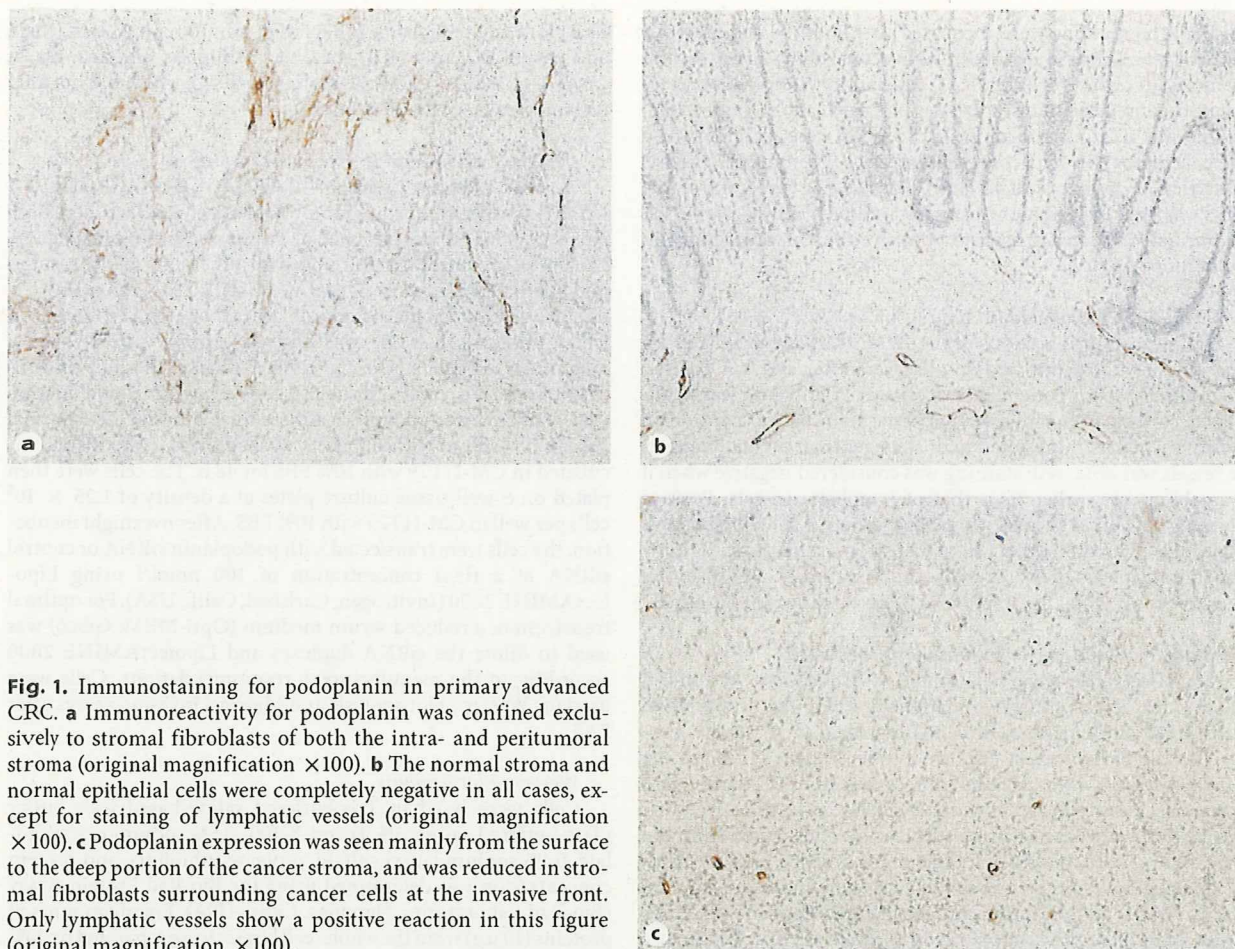 a
b
Fig. 1. Immunostaining for podoplanin in primary advanced
CRC. a Immunoreactivity for podoplanin was confined exclu-
sively to stromal fibroblasts of both the intra- and peritumoral
stroma (original magnification ×100). b The normal stroma and
normal epithelial cells were completely negative in all cases, ex-
cept for staining of lymphatic vessels (original magnification
×100). c Podoplanin expression was seen mainly from the surface
to the deep portion of the cancer stroma, and was reduced in stro-
mal fibroblasts surrounding cancer cells at the invasive front.
Only lymphatic vessels show a positive reaction in this figure
(original magnification ×100).
c